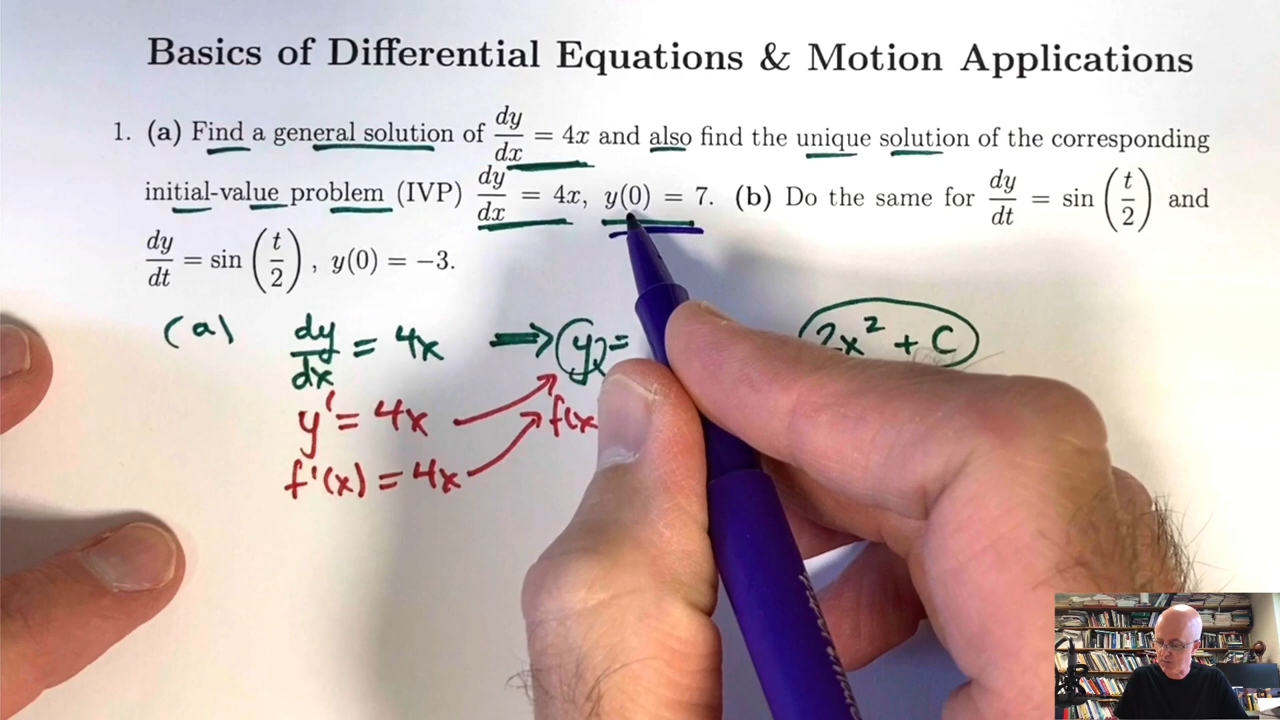 Basics of Differential Equations & Motion Applications
1. (a) Find a general solution of dy/dx = 4x and also find the unique solution of the corresponding
initial-value problem (IVP) dy/dx = 4x, y(0) = 7. (b) Do the same for dy/dt = sin(t/2) and
dy/dt = sin(t/2), y(0) = −3.
(a) dy/dx = 4x ⟹ y = 2x² + C
y' = 4x f(x
f'(x) = 4x